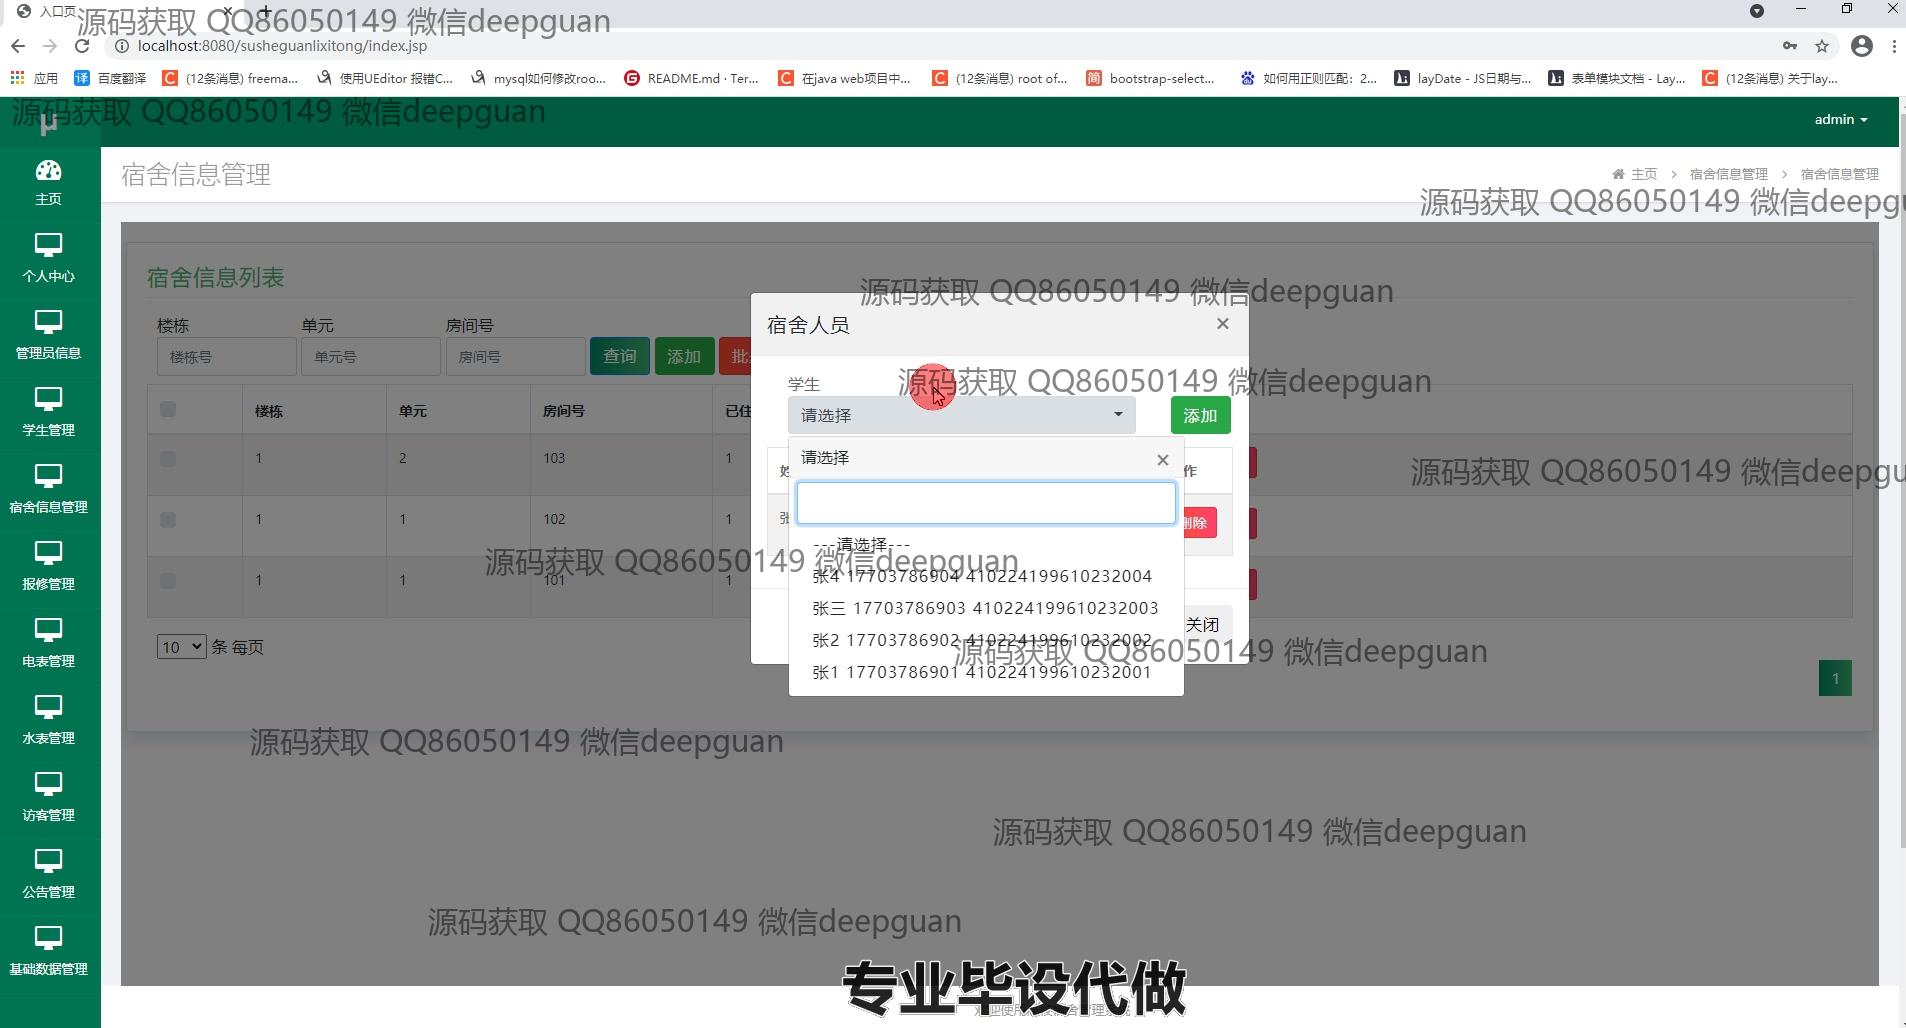 入口页
源码获取 QQ86050149 微信deepguan
localhost:8080/susheguanlixitong/index.jsp
应用
百度翻译
(12条消息) freema...
使用UEditor 报错C...
mysql如何修改roo...
README.md · Ter...
在java web项目中...
(12条消息) root of...
bootstrap-select...
如何用正则匹配：2...
layDate - JS日期与...
表单模块文档 - Lay...
(12条消息) 关于lay...
源码获取 QQ86050149 微信deepguan
μ
admin
主页
个人中心
管理员信息
学生管理
宿舍信息管理
报修管理
电表管理
水表管理
访客管理
公告管理
基础数据管理
宿舍信息管理
主页 > 宿舍信息管理 > 宿舍信息管理
源码获取 QQ86050149 微信deepgu
宿舍信息列表
源码获取 QQ86050149 微信deepguan
楼栋 单元 房间号
楼栋号 单元号 房间号 查询 添加
楼栋 单元 房间号 已住
1 2 103 1
1 1 102 1
1 1 101 1
10 条 每页
1
宿舍人员 ×
学生
源码获取 QQ86050149 微信deepguan
请选择 添加
请选择 ×
作
源码获取 QQ86050149 微信deepgu
张
删除
---请选择---
源码获取 QQ86050149 微信deepguan
张4 17703786904 410224199610232004
张三 17703786903 410224199610232003
张2 17703786902 410224199610232002
张1 17703786901 410224199610232001
关闭
源码获取 QQ86050149 微信deepguan
源码获取 QQ86050149 微信deepguan
源码获取 QQ86050149 微信deepguan
源码获取 QQ86050149 微信deepguan
专业毕设代做